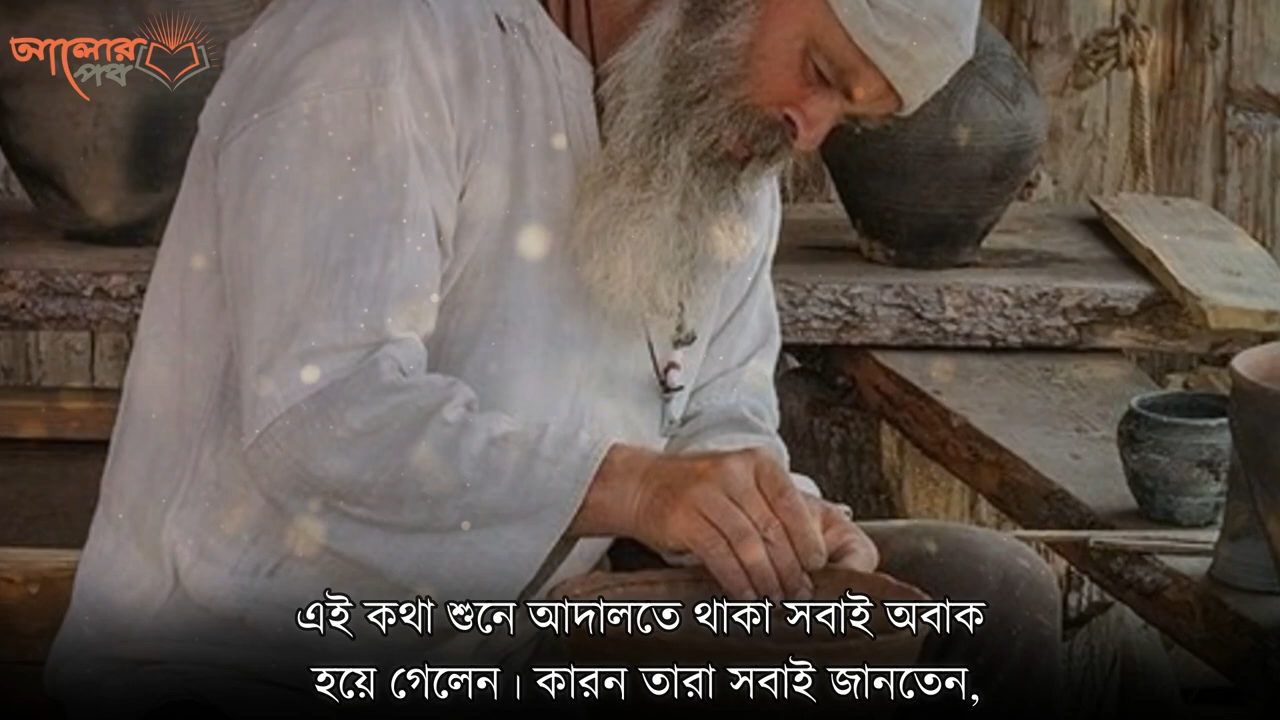 আলোর
পথ
এই কথা শুনে আদালতে থাকা সবাই অবাক
হয়ে গেলেন। কারন তারা সবাই জানতেন,